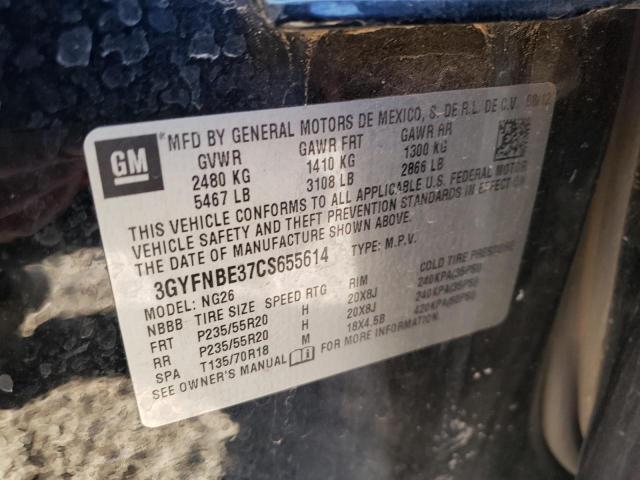 GM
MFD BY GENERAL MOTORS DE MEXICO, S. DE R.L. DE C.V. 08/12
GVWR GAWR FRT GAWR RR
2480 KG 1410 KG 1300 KG
5467 LB 3108 LB 2866 LB
THIS VEHICLE CONFORMS TO ALL APPLICABLE U.S. FEDERAL MOTOR
VEHICLE SAFETY AND THEFT PREVENTION STANDARDS IN EFFECT ON
THE DATE OF MANUFACTURE SHOWN ABOVE.
3GYFNBE37CS655614 TYPE: M.P.V.
MODEL: NG26
NBBB TIRE SIZE SPEED RTG RIM COLD TIRE PRESSURE
FRT P235/55R20 H 20X8J 240KPA(35PSI)
RR P235/55R20 H 20X8J 240KPA(35PSI)
SPA T135/70R18 M 18X4.5B 420KPA(60PSI)
SEE OWNER'S MANUAL FOR MORE INFORMATION.